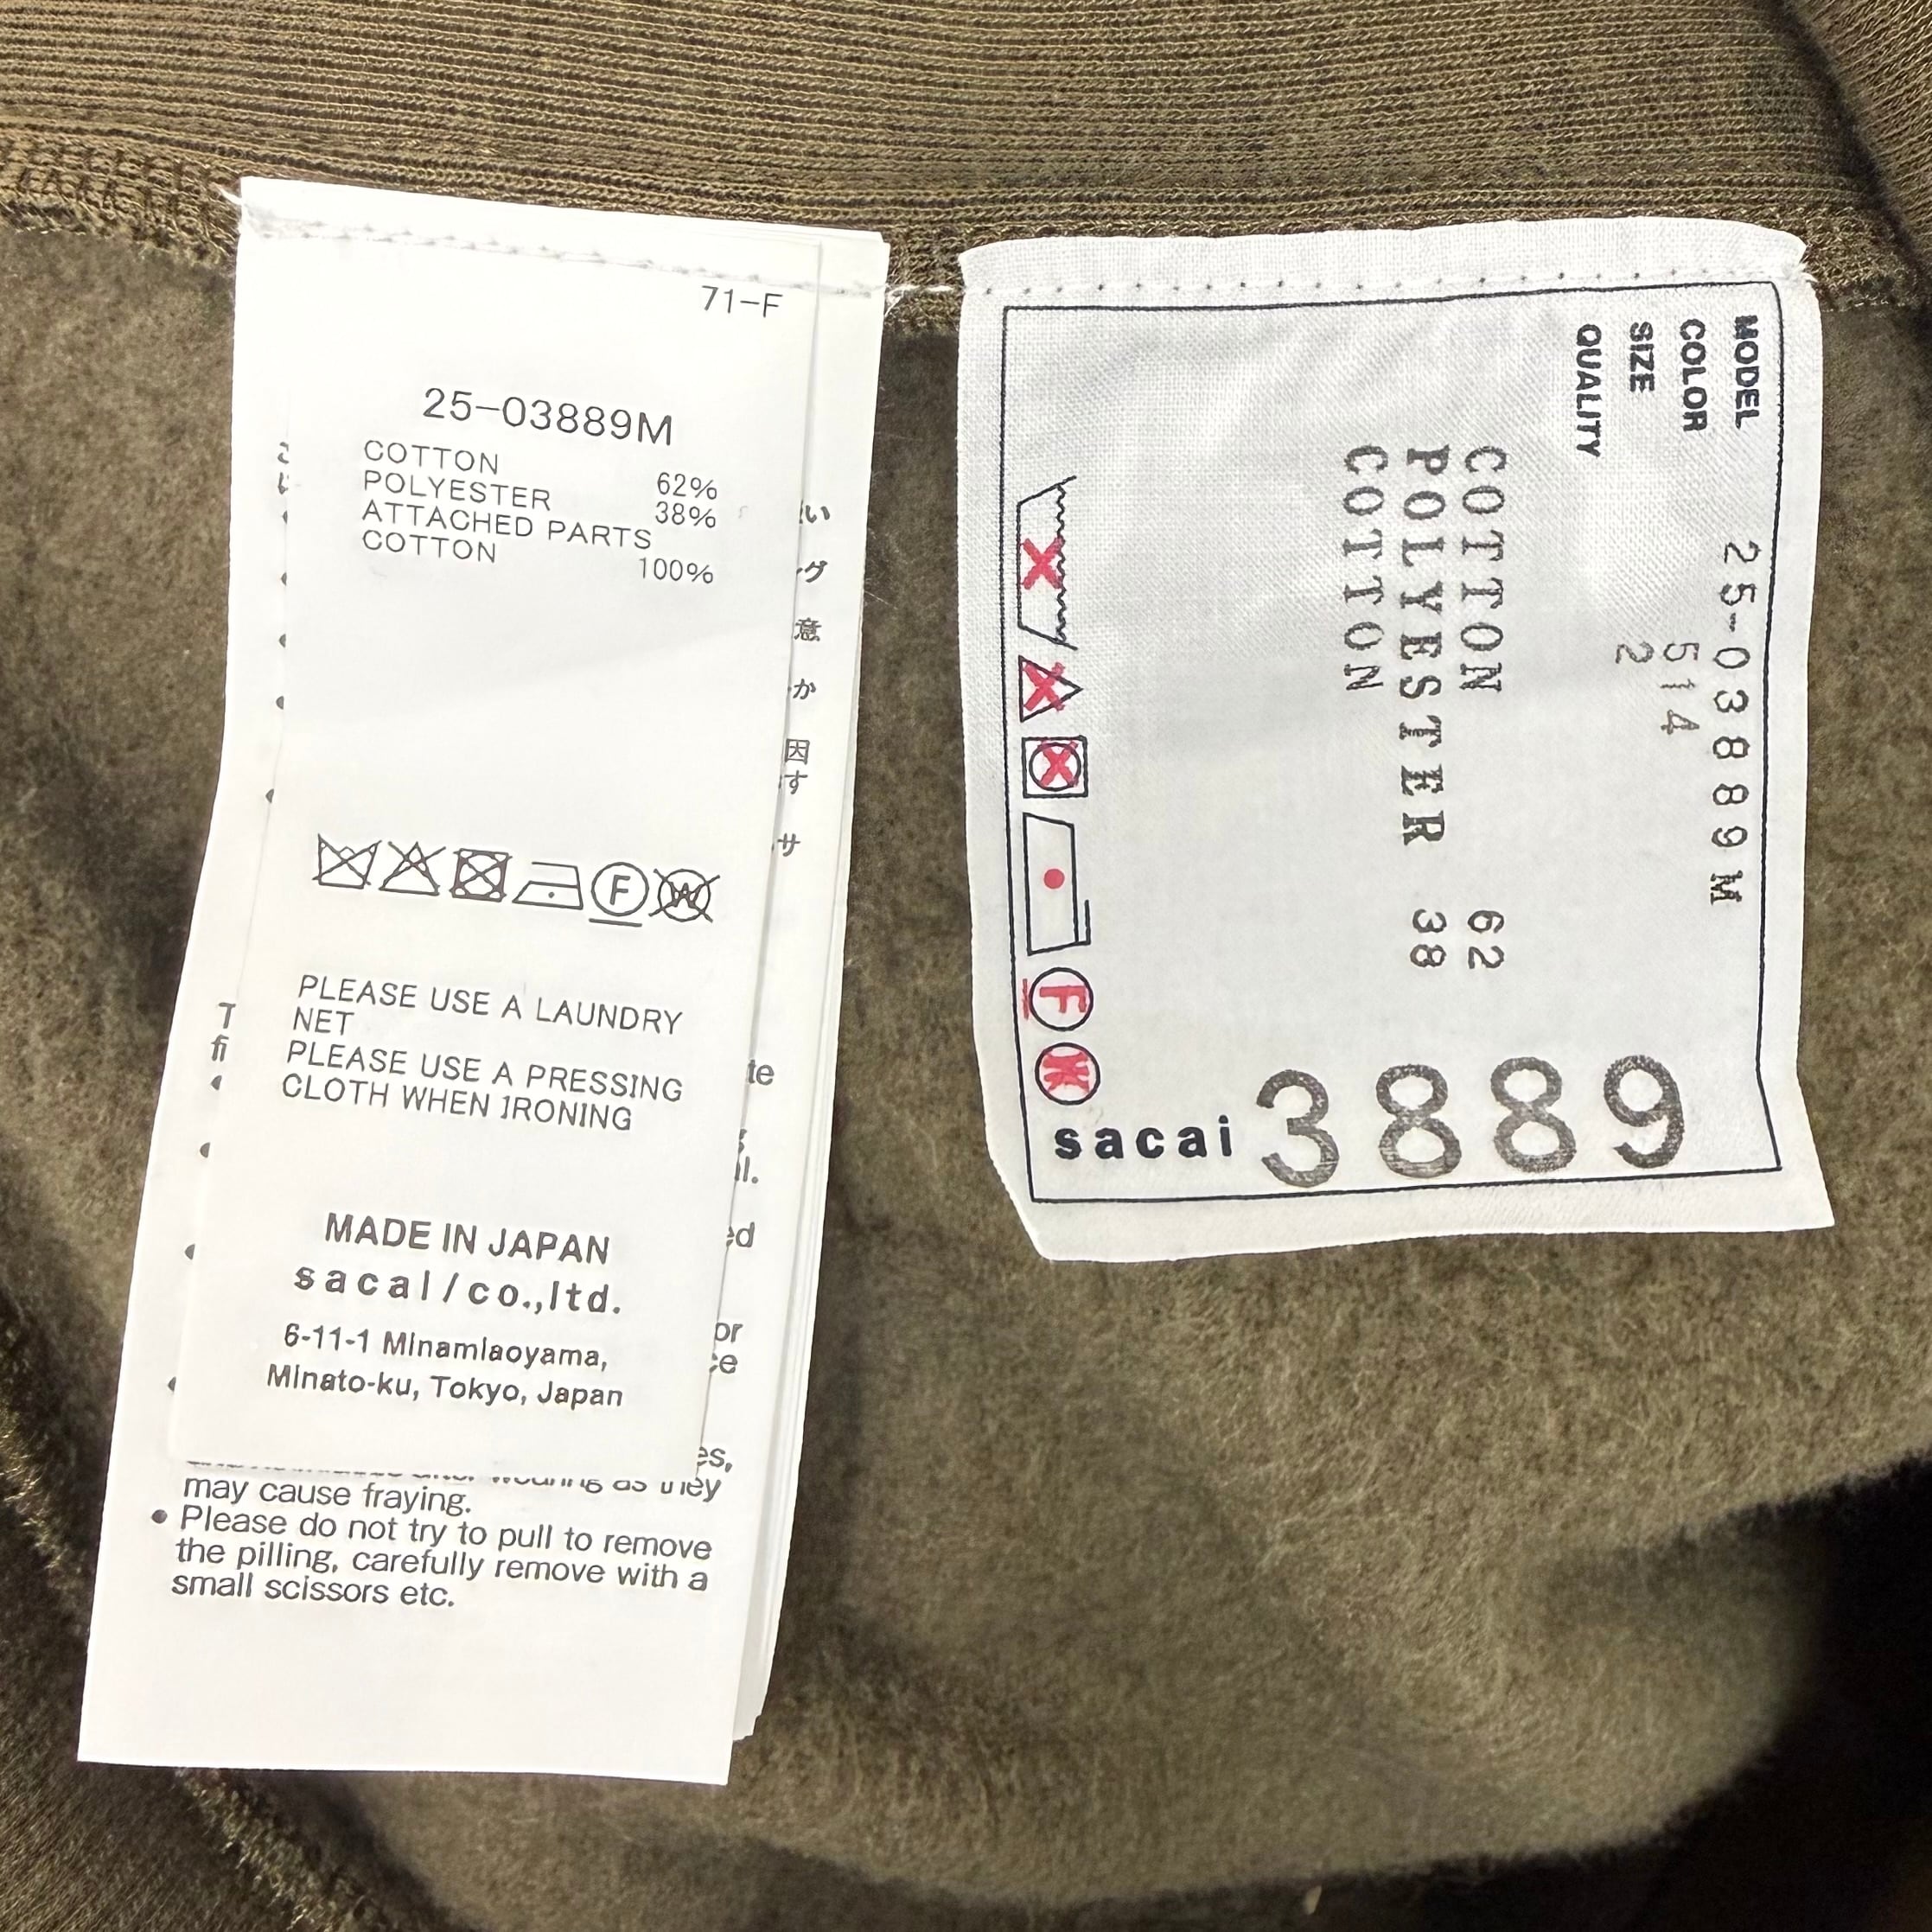 71-F
25-03889M
COTTON 62%
POLYESTER 38%
ATTACHED PARTS
COTTON 100%
F W
PLEASE USE A LAUNDRY
NET
PLEASE USE A PRESSING
CLOTH WHEN IRONING
MADE IN JAPAN
sacai/co.,ltd.
6-11-1 Minamiaoyama,
Minato-ku, Tokyo, Japan
as they
may cause fraying.
• Please do not try to pull to remove
the pilling, carefully remove with a
small scissors etc.
MODEL 25-03889M
COLOR 514
SIZE 2
QUALITY
COTTON 62
POLYESTER 38
COTTON
F W
sacai 3889